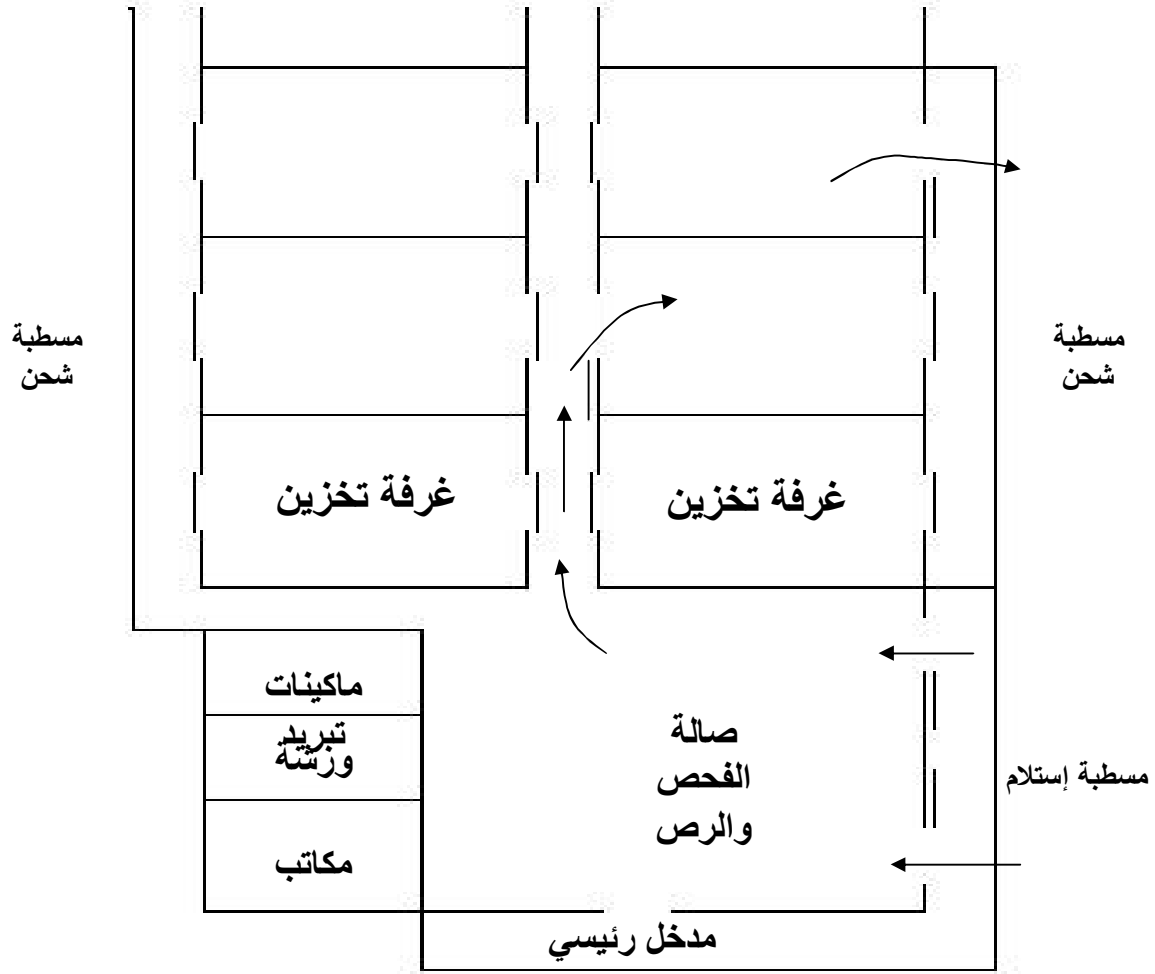 مسطبة
شحن
مسطبة
شحن
غرفة تخزين
غرفة تخزين
ماكينات
تبريد
ورشة
مكاتب
صالة
الفحص
والرص
مسطبة إستلام
مدخل رئيسي